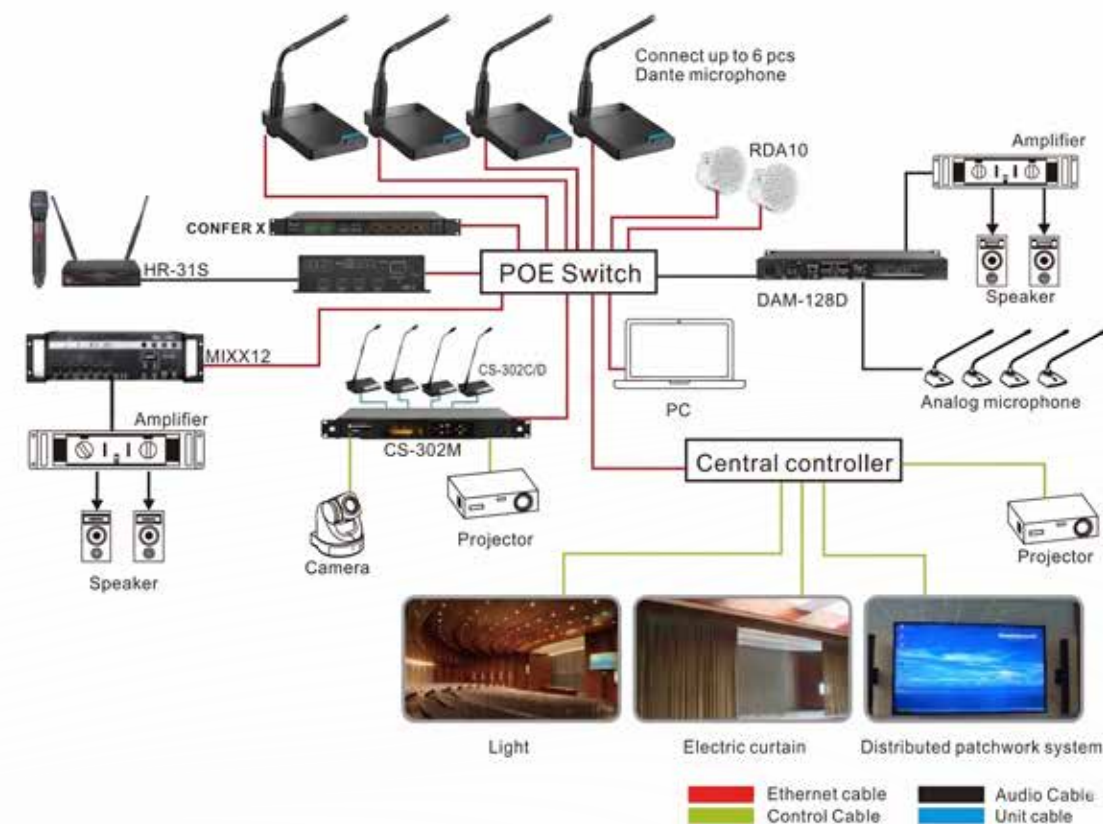 Connect up to 6 pcs
Dante microphone
RDA10
Amplifier
CONFER X
HR-31S
POE Switch
DAM-128D
Speaker
MIXX12
CS-302C/D
PC
Analog microphone
Amplifier
CS-302M
Central controller
Projector
Camera
Projector
Speaker
Light
Electric curtain
Distributed patchwork system
Ethernet cable
Audio Cable
Control Cable
Unit cable